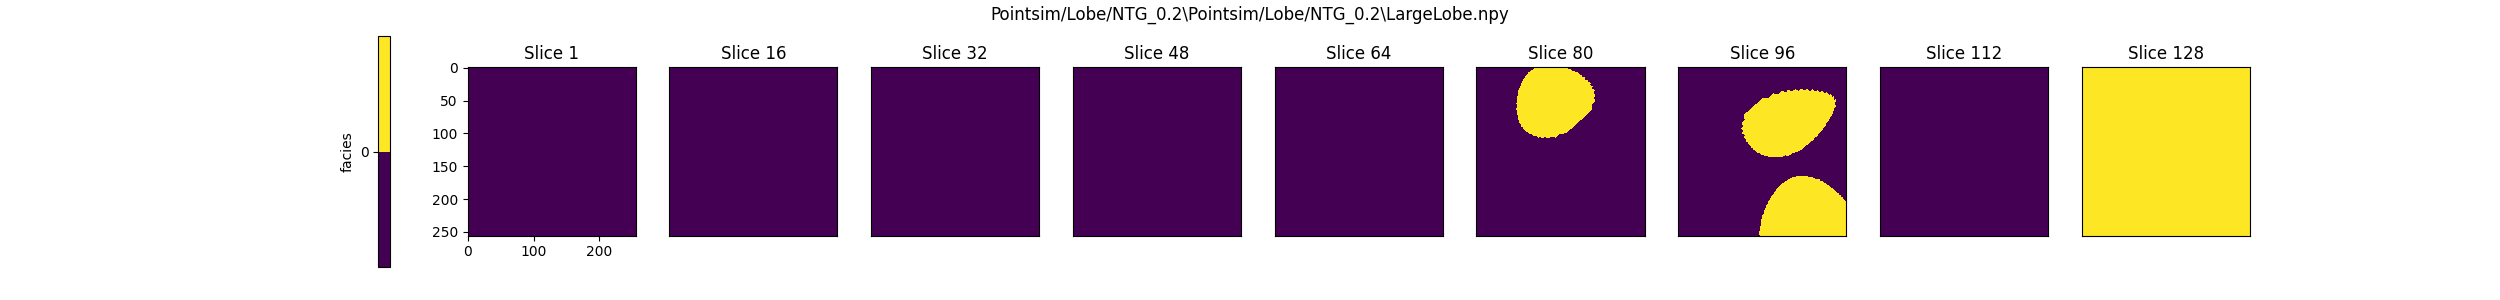 Pointsim/Lobe/NTG_0.2\Pointsim/Lobe/NTG_0.2\LargeLobe.npy
Slice 1 Slice 16 Slice 32 Slice 48 Slice 64 Slice 80 Slice 96 Slice 112 Slice 128
facies
0
0
50
100
150
200
250
0 100 200